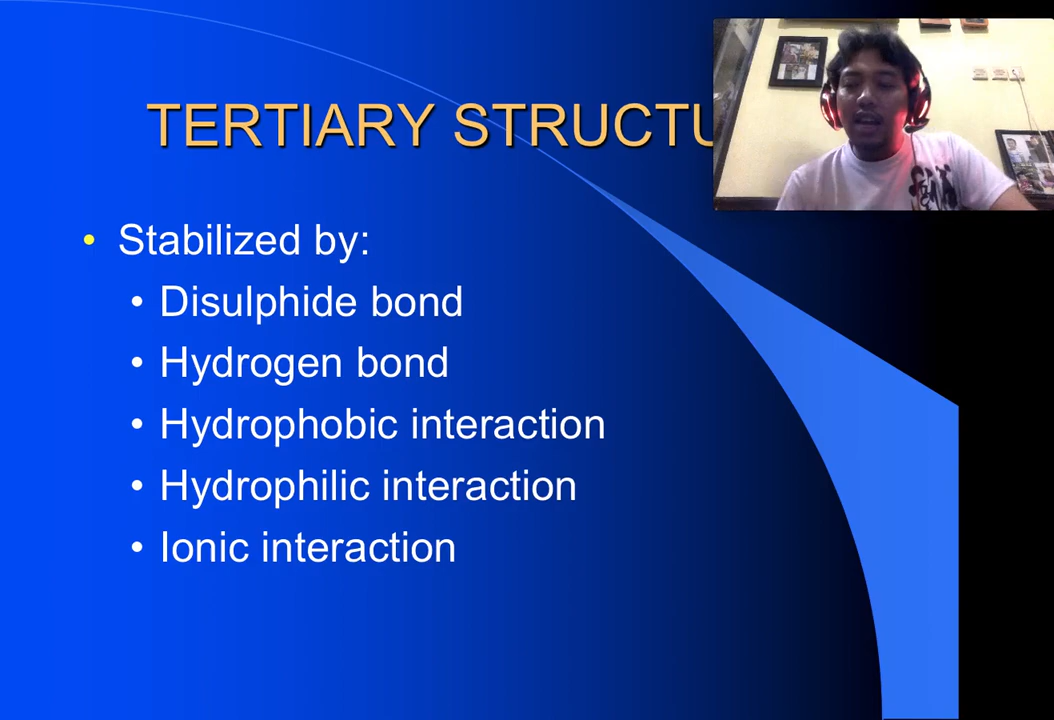 TERTIARY STRUCTU
• Stabilized by:
• Disulphide bond
• Hydrogen bond
• Hydrophobic interaction
• Hydrophilic interaction
• Ionic interaction